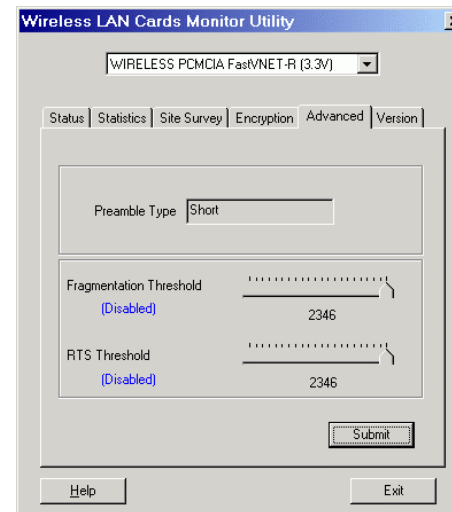 Wireless LAN Cards Monitor Utility
WIRELESS PCMCIA FastVNET-R (3.3V)
Status Statistics Site Survey Encryption Advanced Version
Preamble Type Short
Fragmentation Threshold
(Disabled)
2346
RTS Threshold
(Disabled)
2346
Submit
Help Exit